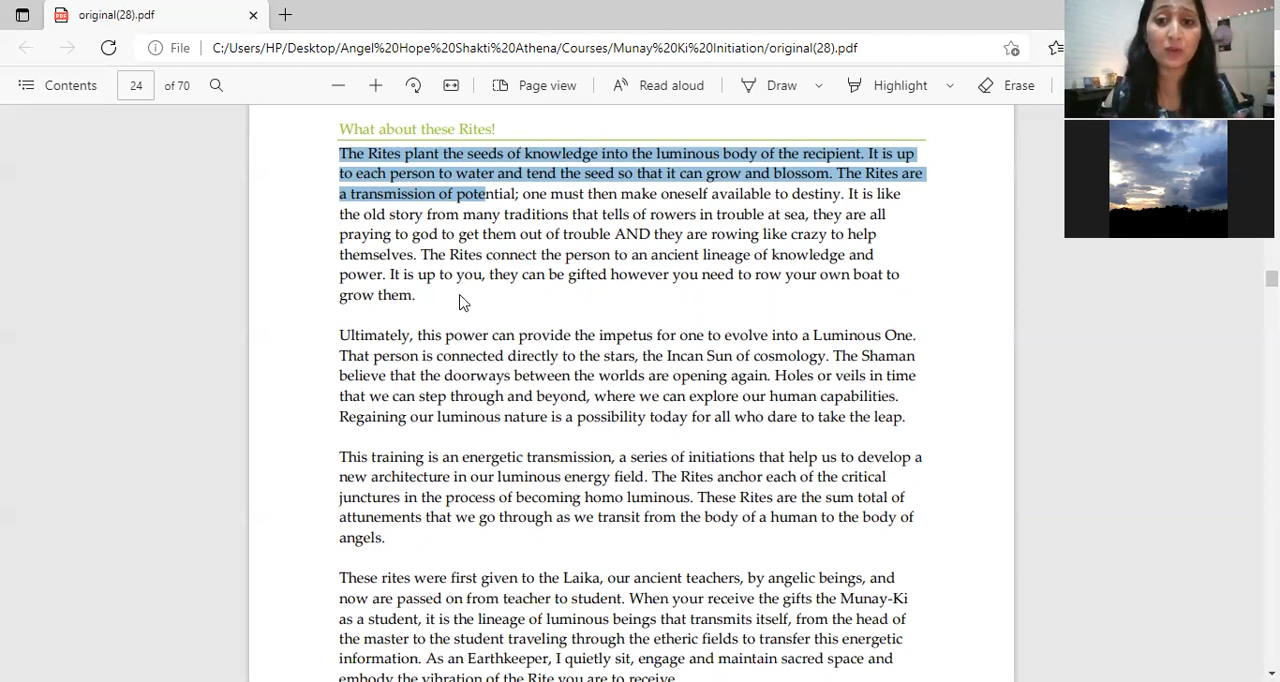 original(28).pdf
File
C:/Users/HP/Desktop/Angel%20Hope%20Shakti%20Athena/Courses/Munay%20Ki%20Initiation/original(28).pdf
Contents
24
of 70
Page view
Read aloud
Draw
Highlight
Erase
What about these Rites!
The Rites plant the seeds of knowledge into the luminous body of the recipient. It is up
to each person to water and tend the seed so that it can grow and blossom. The Rites are
a transmission of potential; one must then make oneself available to destiny. It is like
the old story from many traditions that tells of rowers in trouble at sea, they are all
praying to god to get them out of trouble AND they are rowing like crazy to help
themselves. The Rites connect the person to an ancient lineage of knowledge and
power. It is up to you, they can be gifted however you need to row your own boat to
grow them.
Ultimately, this power can provide the impetus for one to evolve into a Luminous One.
That person is connected directly to the stars, the Incan Sun of cosmology. The Shaman
believe that the doorways between the worlds are opening again. Holes or veils in time
that we can step through and beyond, where we can explore our human capabilities.
Regaining our luminous nature is a possibility today for all who dare to take the leap.
This training is an energetic transmission, a series of initiations that help us to develop a
new architecture in our luminous energy field. The Rites anchor each of the critical
junctures in the process of becoming homo luminous. These Rites are the sum total of
attunements that we go through as we transit from the body of a human to the body of
angels.
These rites were first given to the Laika, our ancient teachers, by angelic beings, and
now are passed on from teacher to student. When your receive the gifts the Munay-Ki
as a student, it is the lineage of luminous beings that transmits itself, from the head of
the master to the student traveling through the etheric fields to transfer this energetic
information. As an Earthkeeper, I quietly sit, engage and maintain sacred space and
embody the vibration of the Rite you are to receive.